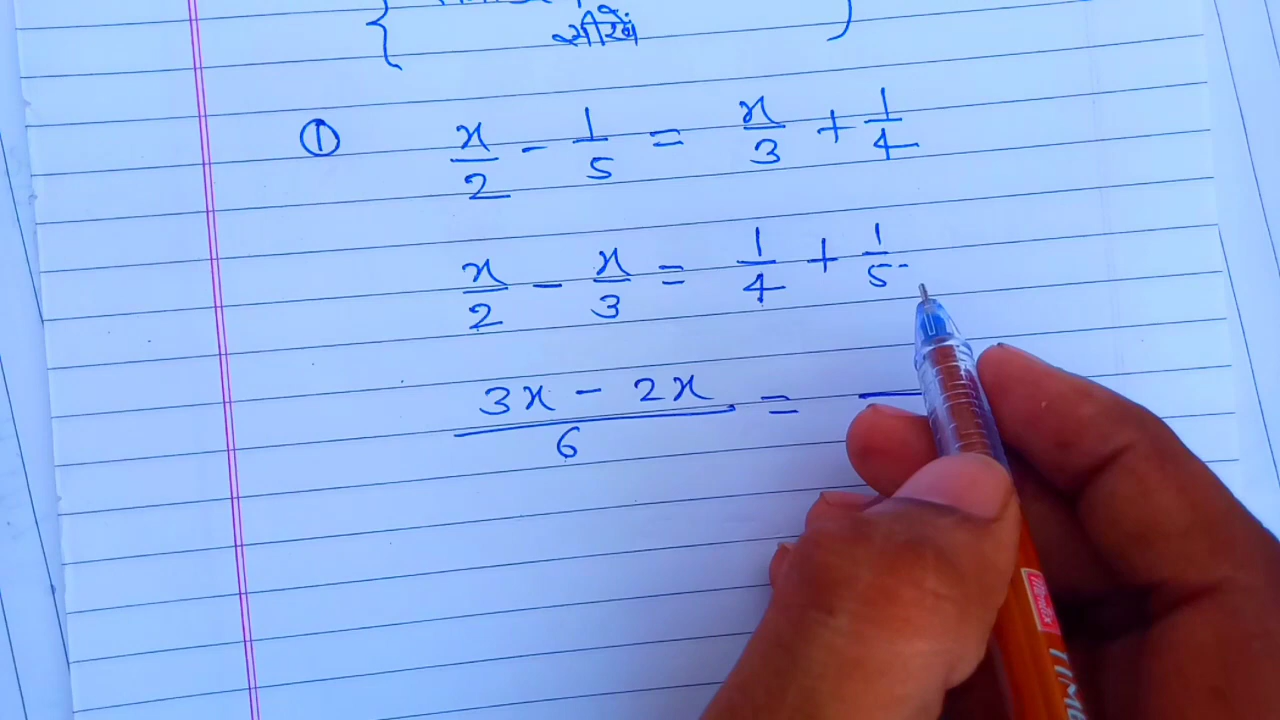 सीखें
① x/2 - 1/5 = x/3 + 1/4
x/2 - x/3 = 1/4 + 1/5
(3x - 2x)/6 =